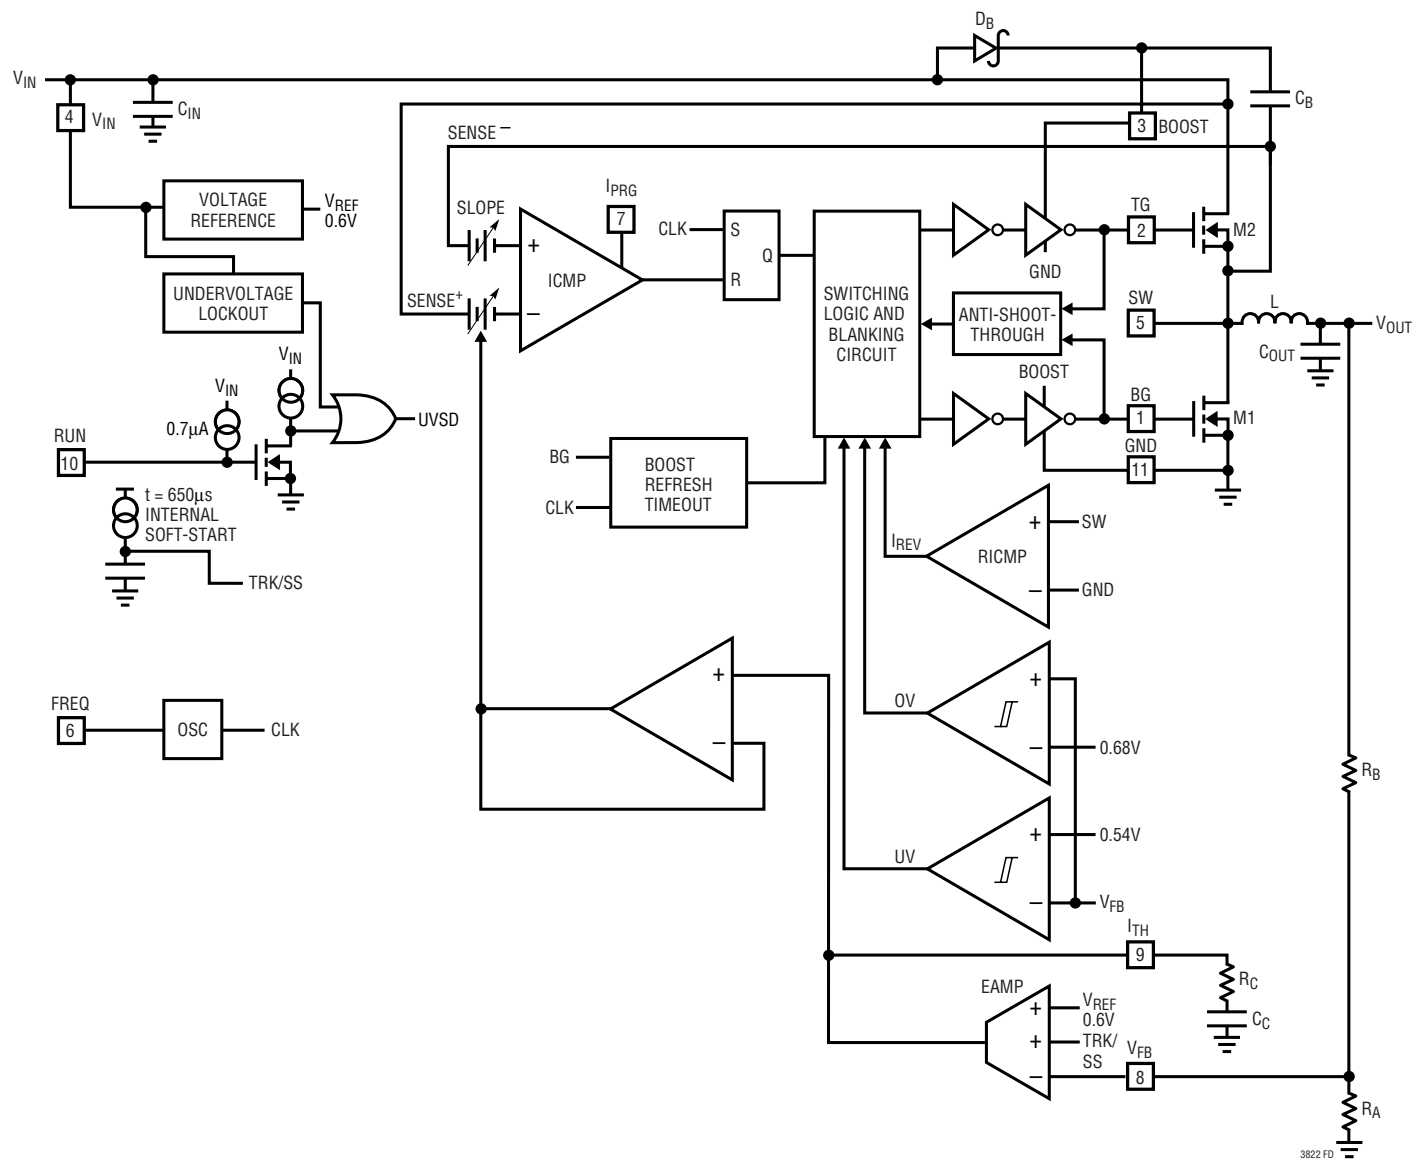 D_B
V_IN
C_IN
4
V_IN
C_B
3
BOOST
SENSE⁻
VOLTAGE
REFERENCE
V_REF
0.6V
I_PRG
7
SLOPE
CLK
S
Q
R
+
ICMP
−
TG
2
M2
GND
UNDERVOLTAGE
LOCKOUT
SENSE⁺
SWITCHING
LOGIC AND
BLANKING
CIRCUIT
ANTI-SHOOT-
THROUGH
SW
5
L
V_OUT
C_OUT
BOOST
V_IN
V_IN
0.7µA
UVSD
BG
1
M1
GND
11
RUN
10
BG
CLK
BOOST
REFRESH
TIMEOUT
t = 650µs
INTERNAL
SOFT-START
TRK/SS
I_REV
RICMP
+
SW
−
GND
FREQ
6
OSC
CLK
+
−
OV
+
−
0.68V
R_B
UV
+
0.54V
−
V_FB
I_TH
9
R_C
C_C
EAMP
+
V_REF
0.6V
+
TRK/
SS
−
V_FB
8
R_A
3822 FD